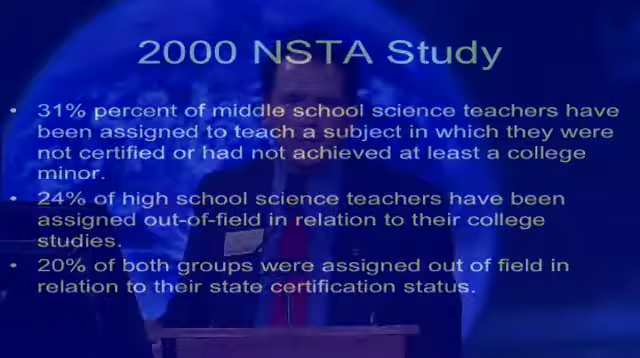 2000 NSTA Study
• 31% percent of middle school science teachers have
been assigned to teach a subject in which they were
not certified or had not achieved at least a college
minor.
• 24% of high school science teachers have been
assigned out-of-field in relation to their college
studies.
• 20% of both groups were assigned out of field in
relation to their state certification status.